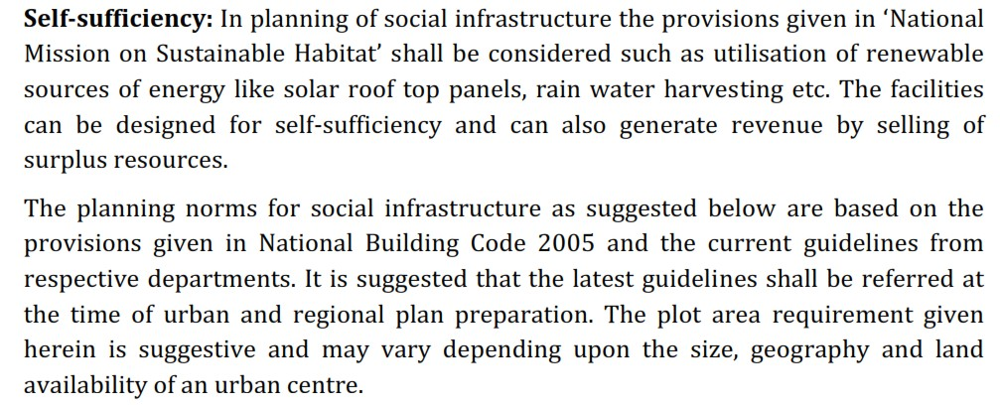 Self-sufficiency: In planning of social infrastructure the provisions given in ‘National
Mission on Sustainable Habitat’ shall be considered such as utilisation of renewable
sources of energy like solar roof top panels, rain water harvesting etc. The facilities
can be designed for self-sufficiency and can also generate revenue by selling of
surplus resources.
The planning norms for social infrastructure as suggested below are based on the
provisions given in National Building Code 2005 and the current guidelines from
respective departments. It is suggested that the latest guidelines shall be referred at
the time of urban and regional plan preparation. The plot area requirement given
herein is suggestive and may vary depending upon the size, geography and land
availability of an urban centre.